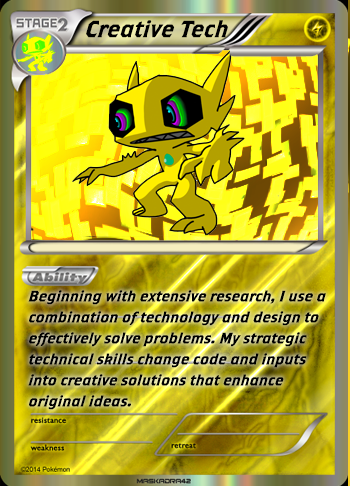 STAGE2
Creative Tech
Ability
Beginning with extensive research, I use a
combination of technology and design to
effectively solve problems. My strategic
technical skills change code and inputs
into creative solutions that enhance
original ideas.
resistance
weakness
retreat
©2014 Pokémon
MASKADRA42